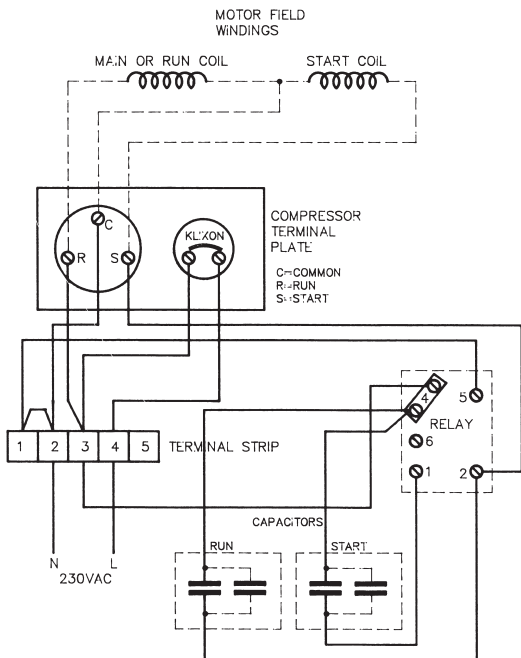 MOTOR FIELD
WINDINGS
MAIN OR RUN COIL
START COIL
C
R
S
KLIXON
COMPRESSOR
TERMINAL
PLATE
C=COMMON
R=RUN
S=START
4
5
RELAY
6
1
2
1 2 3 4 5
TERMINAL STRIP
CAPACITORS
N
L
230VAC
RUN
START